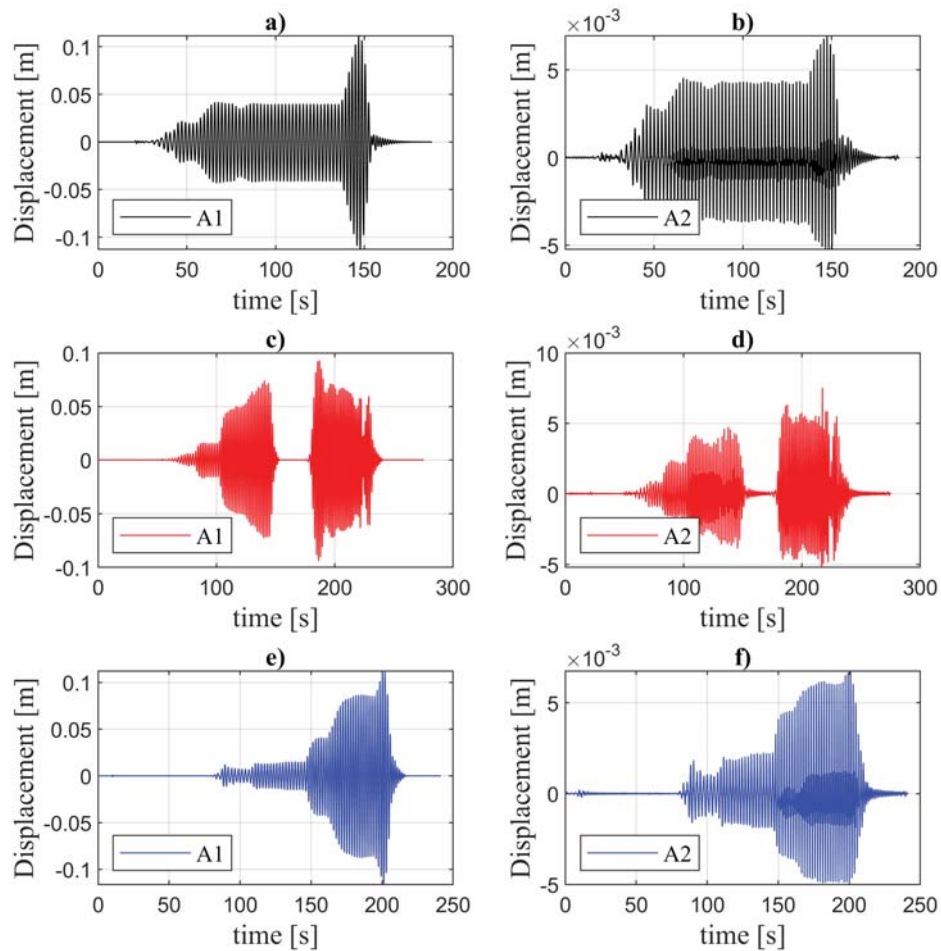 a) b)
×10⁻³
0.1 5
0.05
0 0
-0.05
-0.1 -5
Displacement [m] Displacement [m]
A1 A2
0 50 100 150 200 0 50 100 150 200
time [s] time [s]
c) d)
×10⁻³
0.1 10
0.05 5
0 0
-0.05
-0.1 -5
Displacement [m] Displacement [m]
A1 A2
0 100 200 300 0 100 200 300
time [s] time [s]
e) f)
×10⁻³
0.1 5
0.05
0 0
-0.05
-0.1 -5
Displacement [m] Displacement [m]
A1 A2
0 50 100 150 200 250 0 50 100 150 200 250
time [s] time [s]